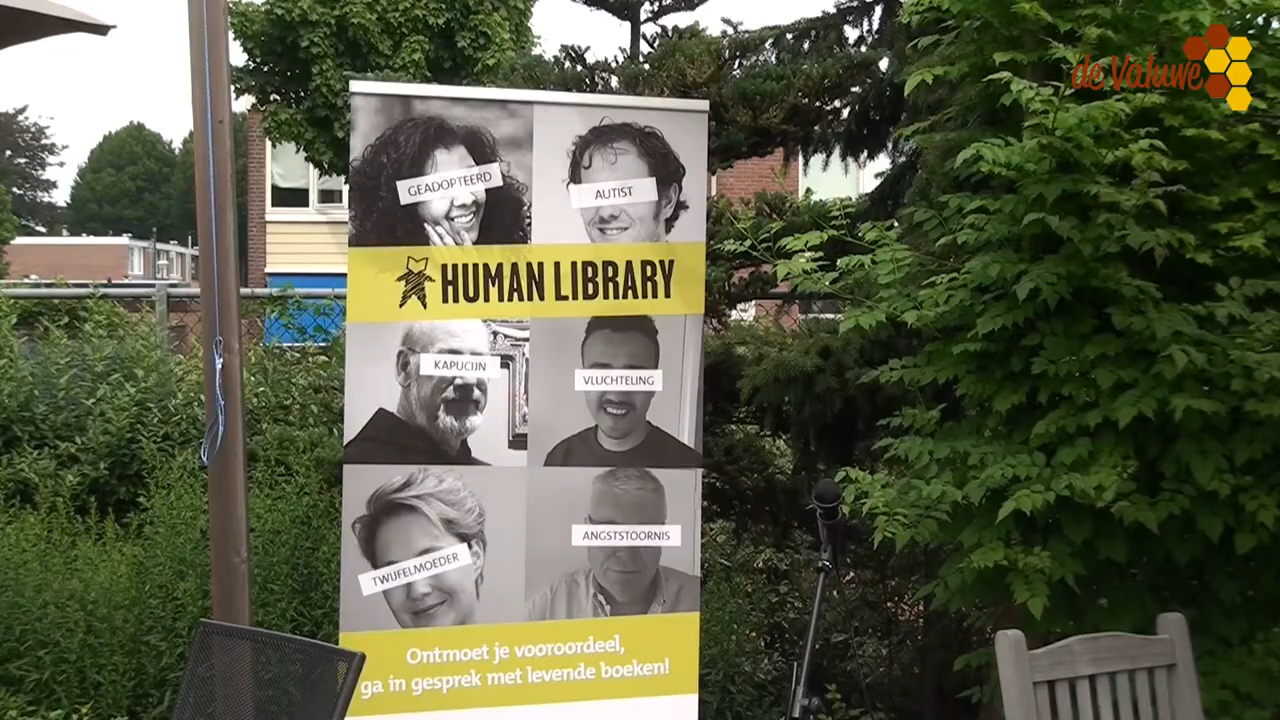 de Valuwe
GEADOPTEERD
AUTIST
HUMAN LIBRARY
KAPUCIJN
VLUCHTELING
TWIJFELMOEDER
ANGSTSTOORNIS
Ontmoet je vooroordeel,
ga in gesprek met levende boeken!